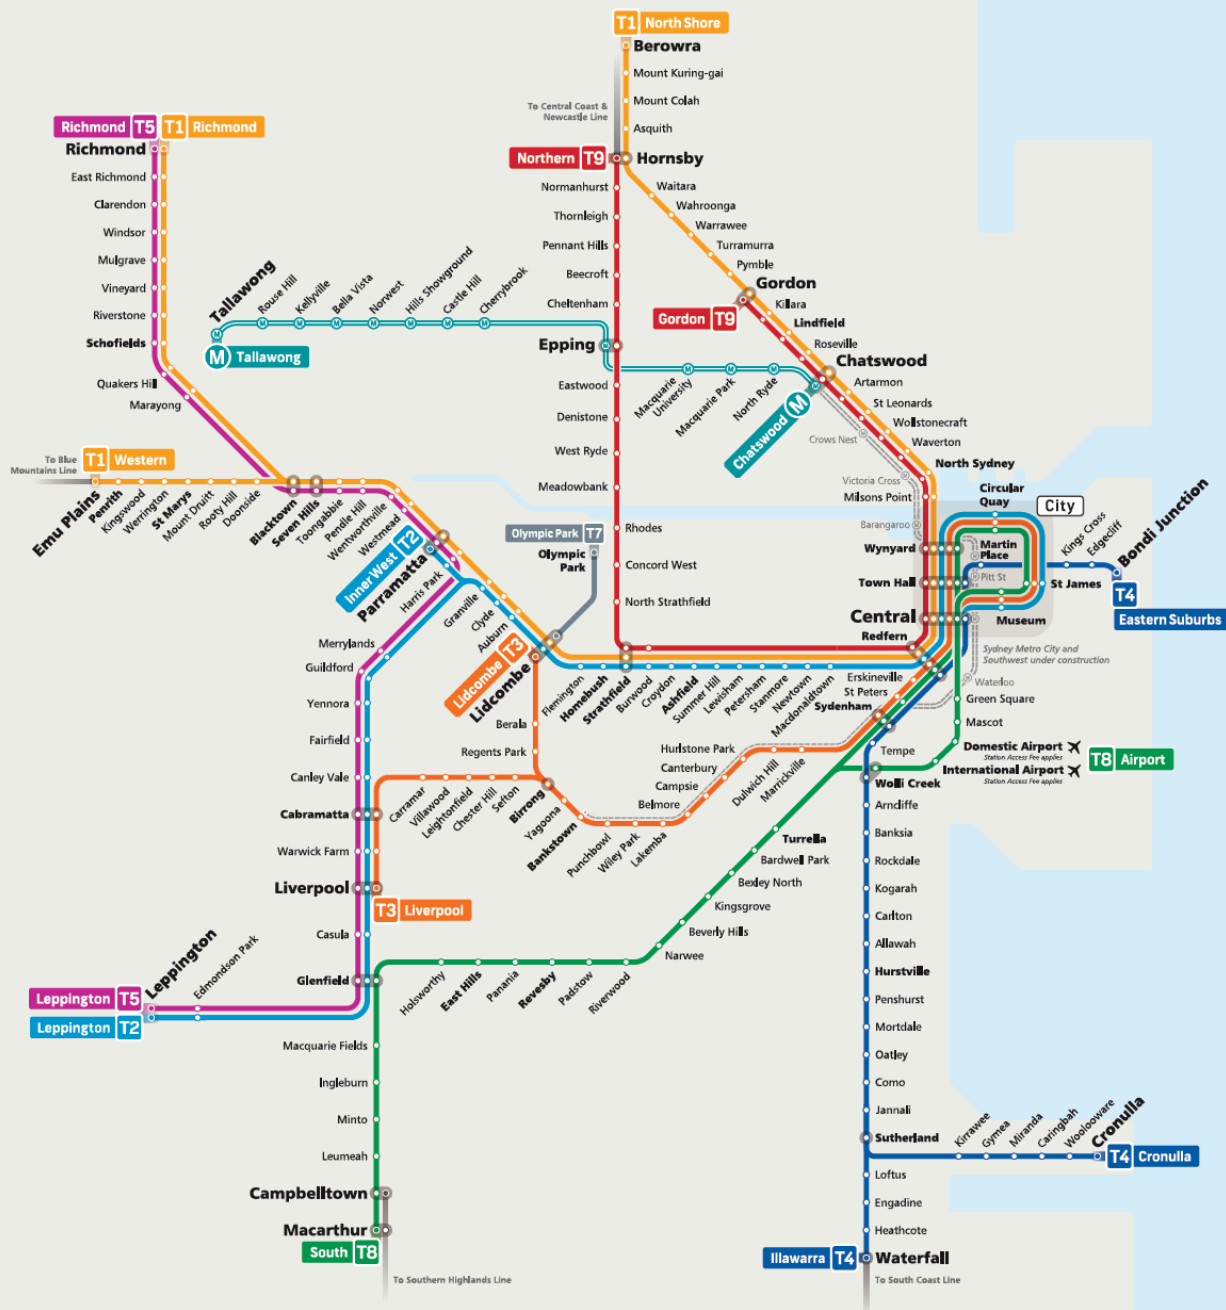 T1 North Shore
Berowra
Mount Kuring-gai
Mount Colah
To Central Coast &
Newcastle Line
Asquith
Richmond T5
T1 Richmond
Richmond
Northern T9
Hornsby
East Richmond
Clarendon
Windsor
Mulgrave
Vineyard
Riverstone
Schofields
Quakers Hill
Marayong
Normanhurst
Thornleigh
Pennant Hills
Beecroft
Cheltenham
Waitara
Wahroonga
Warrawee
Turramurra
Pymble
Gordon
Gordon T9
Killara
Lindfield
Roseville
Chatswood
Tallawong
M Tallawong
Rouse Hill
Kellyville
Bella Vista
Norwest
Hills Showground
Castle Hill
Cherrybrook
Epping
Macquarie
University
Macquarie Park
North Ryde
Chatswood M
Eastwood
Denistone
West Ryde
Meadowbank
Rhodes
Concord West
North Strathfield
Artarmon
St Leonards
Wollstonecraft
Waverton
North Sydney
Milsons Point
Crows Nest
Victoria Cross
Barangaroo
To Blue
Mountains Line
T1 Western
Emu Plains
Penrith
Kingswood
Werrington
St Marys
Mount Druitt
Rooty Hill
Doonside
Blacktown
Seven Hills
Toongabbie
Pendle Hill
Wentworthville
Westmead
Inner West T2
Parramatta
Harris Park
Granville
Clyde
Auburn
Olympic Park T7
Olympic
Park
Circular
Quay
City
Wynyard
Martin
Place
Kings Cross
Edgecliff
Bondi Junction
T4
Eastern Suburbs
Town Hall
Pitt St
St James
Central
Museum
Redfern
Sydney Metro City and
Southwest under construction
Waterloo
Merrylands
Guildford
Yennora
Fairfield
Canley Vale
Cabramatta
Warwick Farm
Liverpool
T3 Liverpool
Casula
Glenfield
Lidcombe T3
Lidcombe
Flemington
Homebush
Strathfield
Burwood
Croydon
Ashfield
Summer Hill
Lewisham
Petersham
Stanmore
Newtown
Macdonaldtown
Berala
Regents Park
Carramar
Villawood
Leightonfield
Chester Hill
Sefton
Birrong
Yagoona
Bankstown
Punchbowl
Wiley Park
Lakemba
Belmore
Campsie
Canterbury
Hurlstone Park
Dulwich Hill
Marrickville
Erskineville
St Peters
Sydenham
Green Square
Mascot
Domestic Airport
Station Access Fee applies
International Airport
Station Access Fee applies
T8 Airport
Tempe
Wolli Creek
Arncliffe
Banksia
Rockdale
Kogarah
Carlton
Allawah
Hurstville
Penshurst
Mortdale
Oatley
Como
Jannali
Sutherland
Loftus
Engadine
Heathcote
Illawarra T4
Waterfall
To South Coast Line
Kirrawee
Gymea
Miranda
Caringbah
Woolooware
Cronulla
T4 Cronulla
Turrella
Bardwell Park
Bexley North
Kingsgrove
Beverly Hills
Narwee
Riverwood
Padstow
Revesby
Panania
East Hills
Holsworthy
Leppington
Edmondson Park
Leppington T5
Leppington T2
Macquarie Fields
Ingleburn
Minto
Leumeah
Campbelltown
Macarthur
South T8
To Southern Highlands Line